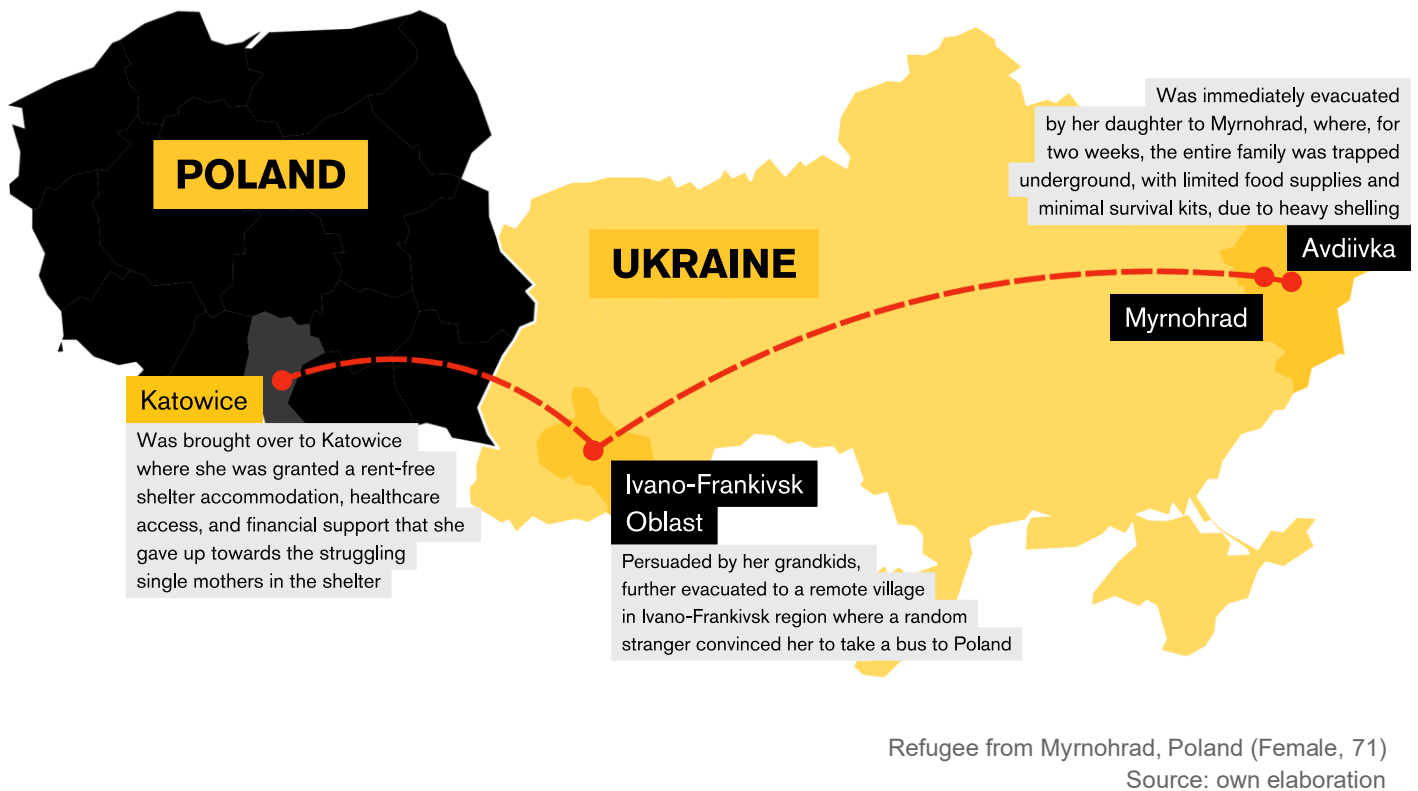 POLAND
UKRAINE
Was immediately evacuated
by her daughter to Myrnohrad, where, for
two weeks, the entire family was trapped
underground, with limited food supplies and
minimal survival kits, due to heavy shelling
Avdiivka
Myrnohrad
Katowice
Was brought over to Katowice
where she was granted a rent-free
shelter accommodation, healthcare
access, and financial support that she
gave up towards the struggling
single mothers in the shelter
Ivano-Frankivsk
Oblast
Persuaded by her grandkids,
further evacuated to a remote village
in Ivano-Frankivsk region where a random
stranger convinced her to take a bus to Poland
Refugee from Myrnohrad, Poland (Female, 71)
Source: own elaboration